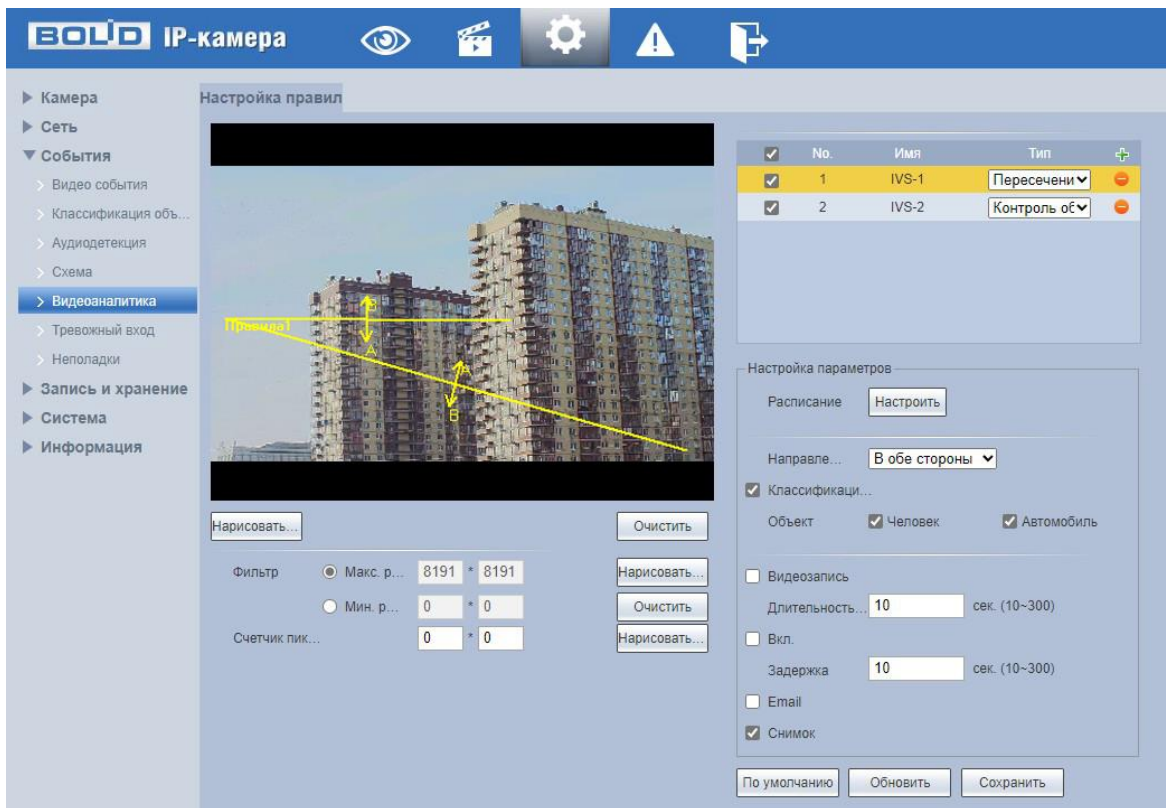 BOLID IP-камера
Камера
Сеть
События
Видео события
Классификация объ...
Аудиодетекция
Схема
Видеоаналитика
Тревожный вход
Неполадки
Запись и хранение
Система
Информация
Настройка правил
Правила1
B
A
A
B
Нарисовать...
Очистить
Фильтр Макс. р... 8191 * 8191 Нарисовать...
Мин. р... 0 * 0 Очистить
Счетчик пик... 0 * 0 Нарисовать...
No. Имя Тип
1 IVS-1 Пересечени
2 IVS-2 Контроль об
Настройка параметров
Расписание Настроить
Направле... В обе стороны
Классификаци...
Объект Человек Автомобиль
Видеозапись
Длительность... 10 сек. (10~300)
Вкл.
Задержка 10 сек. (10~300)
Email
Снимок
По умолчанию Обновить Сохранить